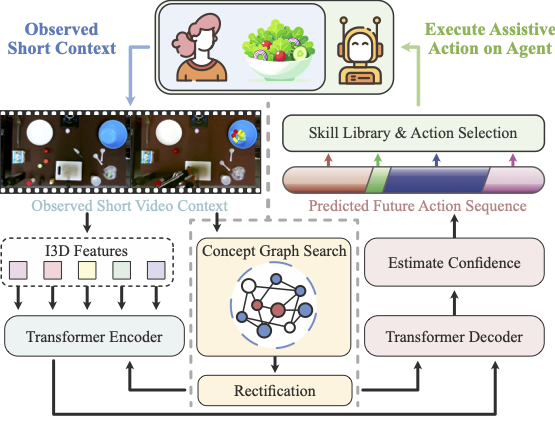 Observed
Short Context
Execute Assistive
Action on Agent
Skill Library & Action Selection
Observed Short Video Context
Predicted Future Action Sequence
I3D Features
Concept Graph Search
Estimate Confidence
Transformer Encoder
Transformer Decoder
Rectification